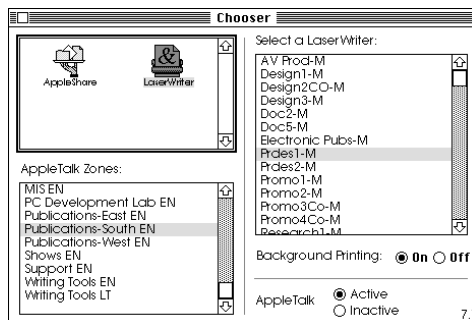 Chooser
AppleShare
LaserWriter
AppleTalk Zones:
MIS EN
PC Development Lab EN
Publications-East EN
Publications-South EN
Publications-West EN
Shows EN
Support EN
Writing Tools EN
Writing Tools LT
Select a LaserWriter:
AV Prod-M
Design1-M
Design2CO-M
Design3-M
Doc2-M
Doc5-M
Electronic Pubs-M
Prdes1-M
Prdes2-M
Promo1-M
Promo2-M
Promo3Co-M
Promo4Co-M
Research1-M
Background Printing: On Off
AppleTalk Active
Inactive
7.